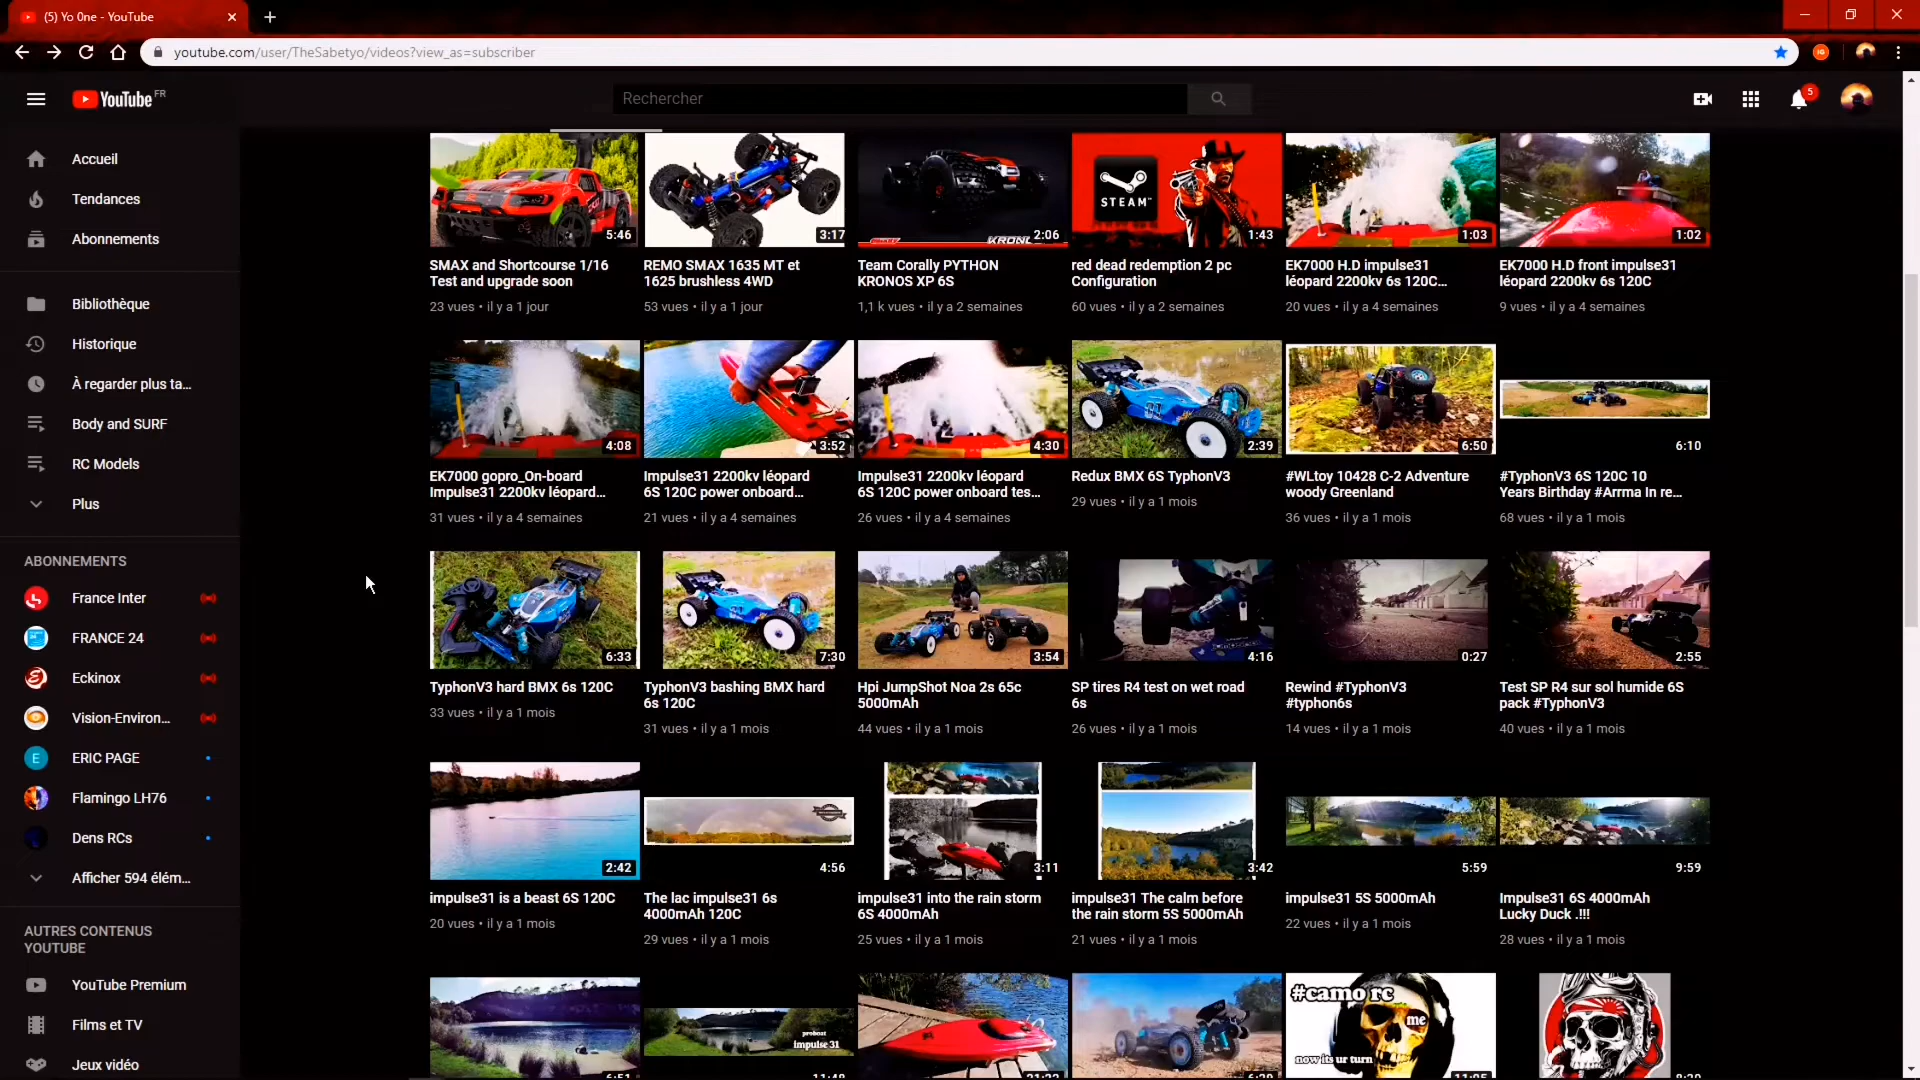 (5) Yo 0ne - YouTube
youtube.com/user/TheSabetyo/videos?view_as=subscriber
YouTube FR
Rechercher
5
Accueil
Tendances
Abonnements
Bibliothèque
Historique
À regarder plus ta...
Body and SURF
RC Models
Plus
ABONNEMENTS
France Inter
FRANCE 24
Eckinox
Vision-Environ...
ERIC PAGE
Flamingo LH76
Dens RCs
Afficher 594 élém...
AUTRES CONTENUS
YOUTUBE
YouTube Premium
Films et TV
Jeux vidéo
5:46
SMAX and Shortcourse 1/16
Test and upgrade soon
23 vues • il y a 1 jour
3:17
REMO SMAX 1635 MT et
1625 brushless 4WD
53 vues • il y a 1 jour
2:06
Team Corally PYTHON
KRONOS XP 6S
1,1 k vues • il y a 2 semaines
STEAM
1:43
red dead redemption 2 pc
Configuration
60 vues • il y a 2 semaines
1:03
EK7000 H.D impulse31
léopard 2200kv 6s 120C...
20 vues • il y a 4 semaines
1:02
EK7000 H.D front impulse31
léopard 2200kv 6s 120C
9 vues • il y a 4 semaines
4:08
EK7000 gopro_On-board
Impulse31 2200kv léopard...
31 vues • il y a 4 semaines
3:52
Impulse31 2200kv léopard
6S 120C power onboard...
21 vues • il y a 4 semaines
4:30
Impulse31 2200kv léopard
6S 120C power onboard tes...
26 vues • il y a 4 semaines
2:39
Redux BMX 6S TyphonV3
29 vues • il y a 1 mois
6:50
#WLtoy 10428 C-2 Adventure
woody Greenland
36 vues • il y a 1 mois
6:10
#TyphonV3 6S 120C 10
Years Birthday #Arrma In re...
68 vues • il y a 1 mois
6:33
TyphonV3 hard BMX 6s 120C
33 vues • il y a 1 mois
7:30
TyphonV3 bashing BMX hard
6s 120C
31 vues • il y a 1 mois
3:54
Hpi JumpShot Noa 2s 65c
5000mAh
44 vues • il y a 1 mois
4:16
SP tires R4 test on wet road
6s
26 vues • il y a 1 mois
0:27
Rewind #TyphonV3
#typhon6s
14 vues • il y a 1 mois
2:55
Test SP R4 sur sol humide 6S
pack #TyphonV3
40 vues • il y a 1 mois
2:42
impulse31 is a beast 6S 120C
20 vues • il y a 1 mois
4:56
The lac impulse31 6s
4000mAh 120C
29 vues • il y a 1 mois
3:11
impulse31 into the rain storm
6S 4000mAh
25 vues • il y a 1 mois
3:42
impulse31 The calm before
the rain storm 5S 5000mAh
21 vues • il y a 1 mois
5:59
impulse31 5S 5000mAh
22 vues • il y a 1 mois
9:59
Impulse31 6S 4000mAh
Lucky Duck .!!!
28 vues • il y a 1 mois
proboat
impulse 31
#camo rc
me
now its ur turn